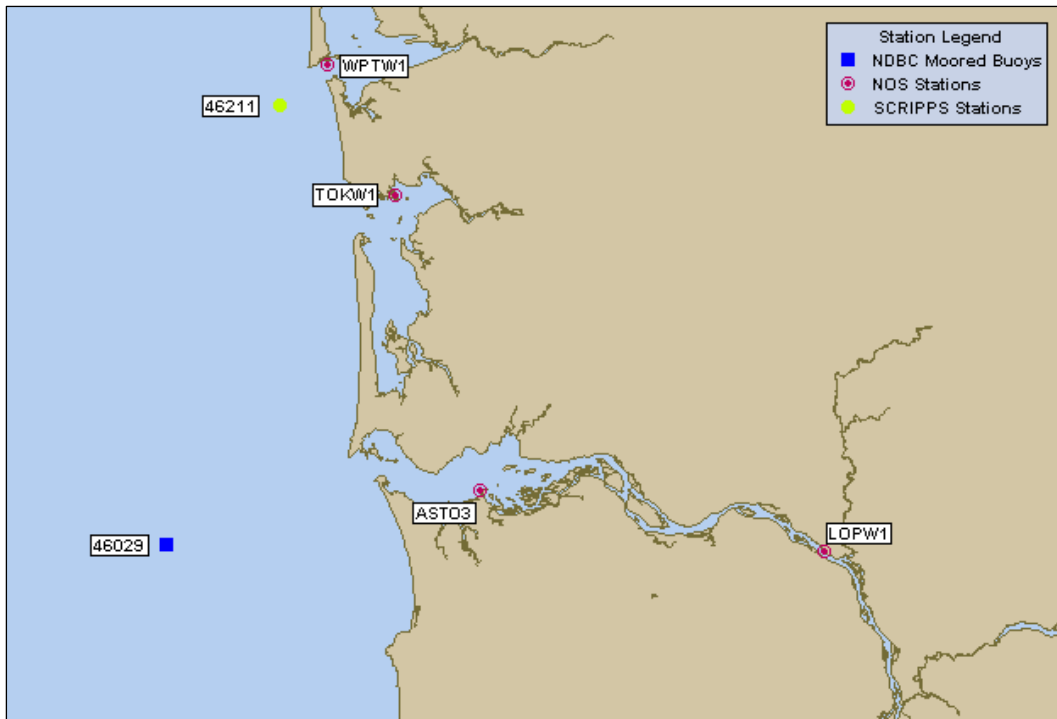 Station Legend
NDBC Moored Buoys
NOS Stations
SCRIPPS Stations
WPTW1
46211
TOKW1
ASTO3
LOPW1
46029